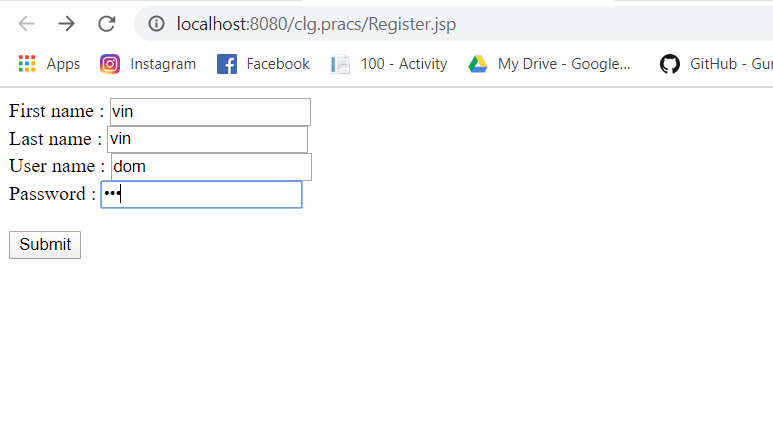 localhost:8080/clg.pracs/Register.jsp
Apps Instagram Facebook 100 - Activity My Drive - Google... GitHub - Gu
First name : vin
Last name : vin
User name : dom
Password : •••
Submit